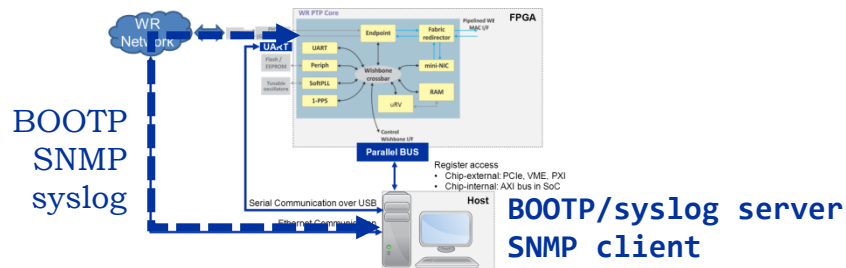 WR PTP Core
FPGA
WR
Network
Endpoint
Fabric
redirector
Pipelined WB
MAC I/F
UART
UART
Flash /
EEPROM
Periph
Wishbone
crossbar
mini-NIC
Tunable
oscillators
SoftPLL
RAM
1-PPS
uRV
Control
Wishbone I/F
BOOTP
SNMP
syslog
Parallel BUS
Register access
• Chip-external: PCIe, VME, PXI
• Chip-internal: AXI bus in SoC
Serial Communication over USB
Host
BOOTP/syslog server
SNMP client